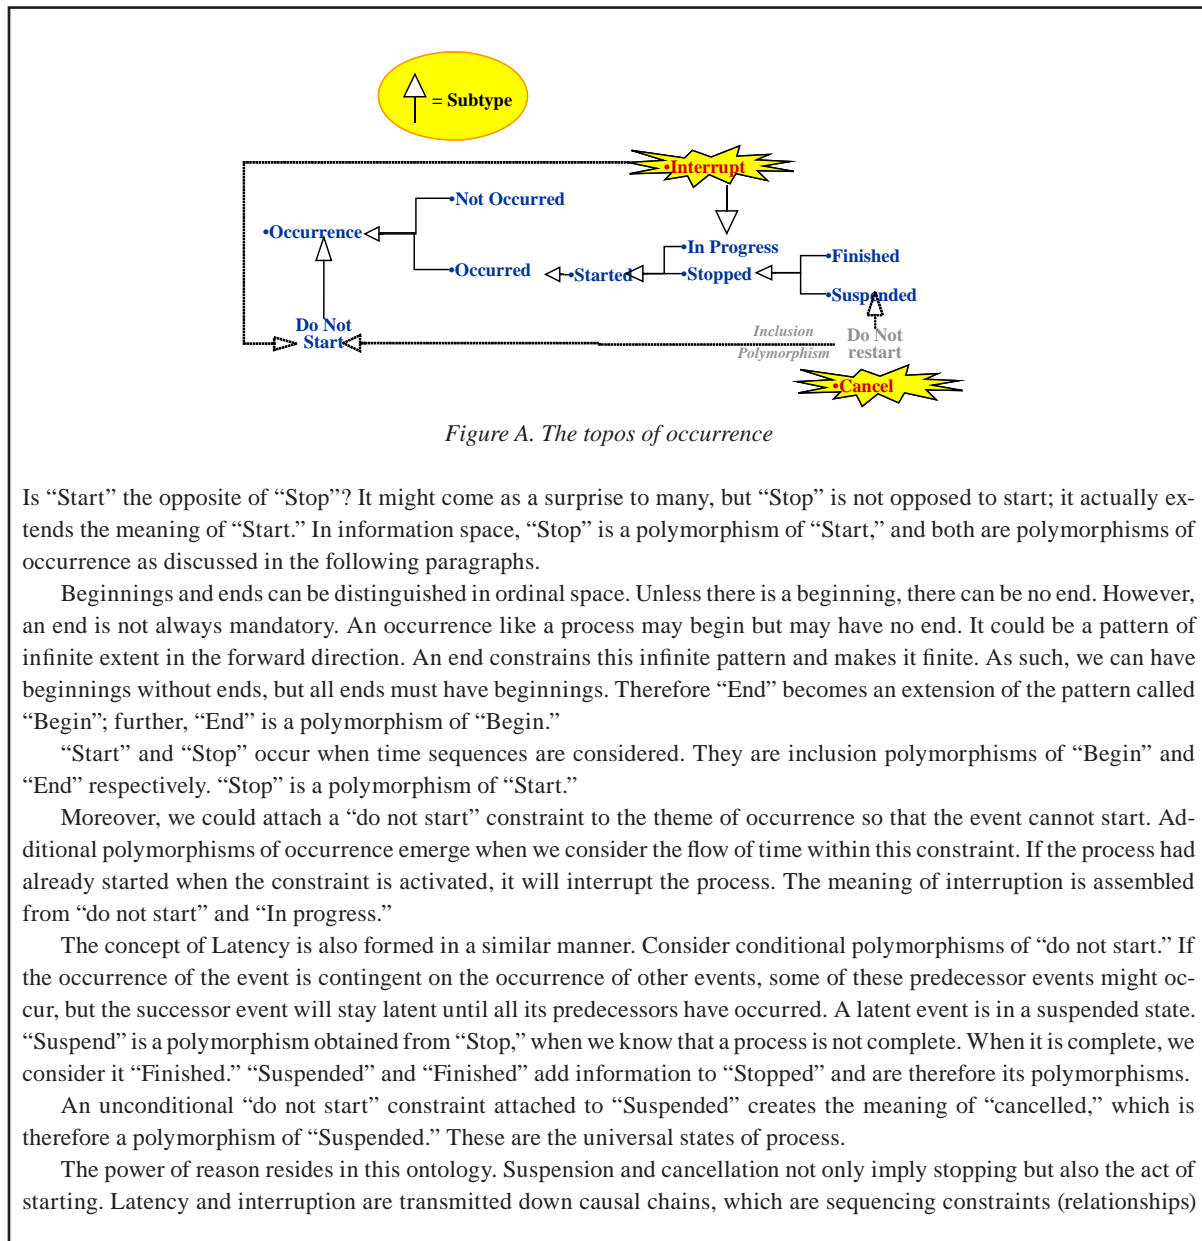 = Subtype
•Interrupt
•Not Occurred
•Occurrence
•In Progress
•Finished
•Occurred
•Started
•Stopped
•Suspended
Do Not
Start
Inclusion
Polymorphism
Do Not
restart
•Cancel
Figure A. The topos of occurrence
Is “Start” the opposite of “Stop”? It might come as a surprise to many, but “Stop” is not opposed to start; it actually ex-
tends the meaning of “Start.” In information space, “Stop” is a polymorphism of “Start,” and both are polymorphisms of
occurrence as discussed in the following paragraphs.
Beginnings and ends can be distinguished in ordinal space. Unless there is a beginning, there can be no end. However,
an end is not always mandatory. An occurrence like a process may begin but may have no end. It could be a pattern of
infinite extent in the forward direction. An end constrains this infinite pattern and makes it finite. As such, we can have
beginnings without ends, but all ends must have beginnings. Therefore “End” becomes an extension of the pattern called
“Begin”; further, “End” is a polymorphism of “Begin.”
“Start” and “Stop” occur when time sequences are considered. They are inclusion polymorphisms of “Begin” and
“End” respectively. “Stop” is a polymorphism of “Start.”
Moreover, we could attach a “do not start” constraint to the theme of occurrence so that the event cannot start. Ad-
ditional polymorphisms of occurrence emerge when we consider the flow of time within this constraint. If the process had
already started when the constraint is activated, it will interrupt the process. The meaning of interruption is assembled
from “do not start” and “In progress.”
The concept of Latency is also formed in a similar manner. Consider conditional polymorphisms of “do not start.” If
the occurrence of the event is contingent on the occurrence of other events, some of these predecessor events might oc-
cur, but the successor event will stay latent until all its predecessors have occurred. A latent event is in a suspended state.
“Suspend” is a polymorphism obtained from “Stop,” when we know that a process is not complete. When it is complete, we
consider it “Finished.” “Suspended” and “Finished” add information to “Stopped” and are therefore its polymorphisms.
An unconditional “do not start” constraint attached to “Suspended” creates the meaning of “cancelled,” which is
therefore a polymorphism of “Suspended.” These are the universal states of process.
The power of reason resides in this ontology. Suspension and cancellation not only imply stopping but also the act of
starting. Latency and interruption are transmitted down causal chains, which are sequencing constraints (relationships)